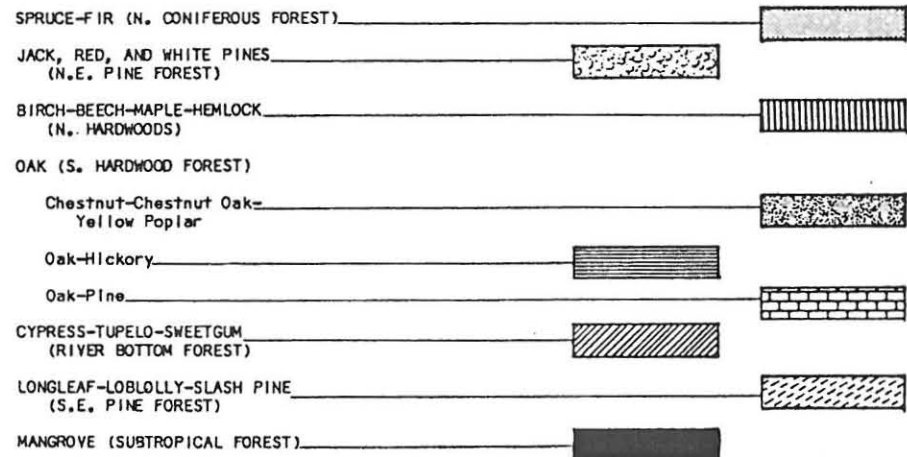 SPRUCE-FIR (N. CONIFEROUS FOREST)
JACK, RED, AND WHITE PINES
(N.E. PINE FOREST)
BIRCH-BEECH-MAPLE-HEMLOCK
(N. HARDWOODS)
OAK (S. HARDWOOD FOREST)
Chestnut-Chestnut Oak-
Yellow Poplar
Oak-Hickory
Oak-Pine
CYPRESS-TUPELO-SWEETGUM
(RIVER BOTTOM FOREST)
LONGLEAF-LOBLOLLY-SLASH PINE
(S.E. PINE FOREST)
MANGROVE (SUBTROPICAL FOREST)